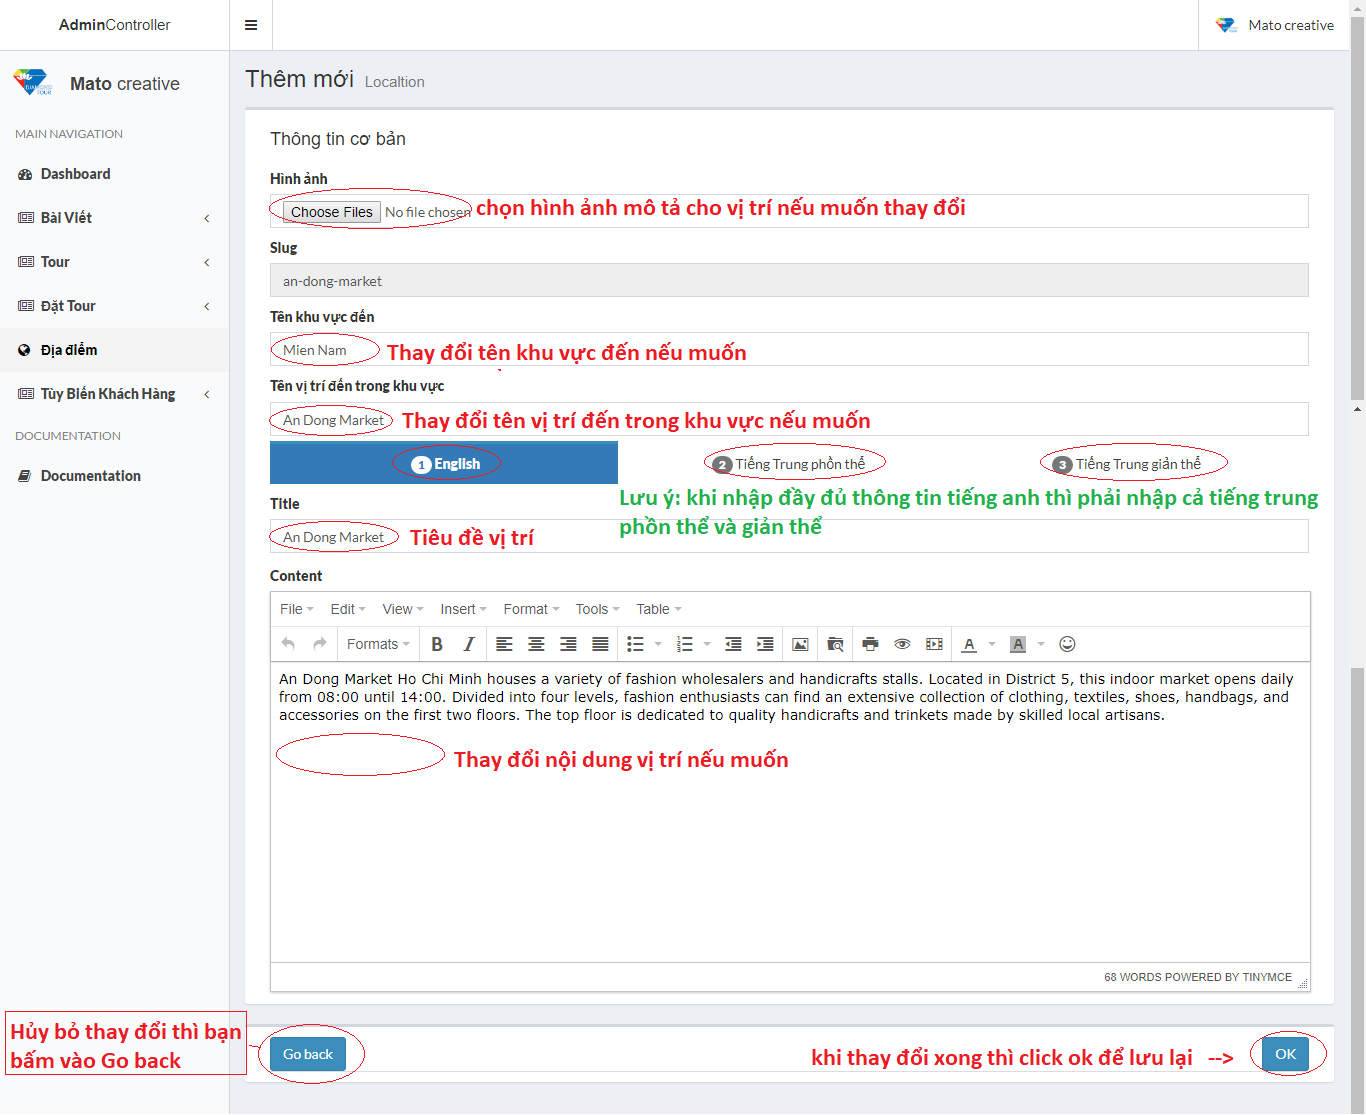 AdminController
Mato creative
DIAMOND TOUR
Mato creative
MAIN NAVIGATION
Dashboard
Bài Viết
Tour
Đặt Tour
Địa điểm
Tùy Biến Khách Hàng
DOCUMENTATION
Documentation
Thêm mới Localtion
Thông tin cơ bản
Hình ảnh
Choose Files No file chosen chọn hình ảnh mô tả cho vị trí nếu muốn thay đổi
Slug
an-dong-market
Tên khu vực đến
Mien Nam Thay đổi tên khu vực đến nếu muốn
Tên vị trí đến trong khu vực
An Dong Market Thay đổi tên vị trí đến trong khu vực nếu muốn
1 English 2 Tiếng Trung phồn thể 3 Tiếng Trung giản thể
Lưu ý: khi nhập đầy đủ thông tin tiếng anh thì phải nhập cả tiếng trung
phồn thể và giản thể
Title
An Dong Market Tiêu đề vị trí
Content
File Edit View Insert Format Tools Table
Formats B I A A
An Dong Market Ho Chi Minh houses a variety of fashion wholesalers and handicrafts stalls. Located in District 5, this indoor market opens daily
from 08:00 until 14:00. Divided into four levels, fashion enthusiasts can find an extensive collection of clothing, textiles, shoes, handbags, and
accessories on the first two floors. The top floor is dedicated to quality handicrafts and trinkets made by skilled local artisans.
Thay đổi nội dung vị trí nếu muốn
68 WORDS POWERED BY TINYMCE
Hủy bỏ thay đổi thì bạn
bấm vào Go back
Go back
khi thay đổi xong thì click ok để lưu lại -->
OK